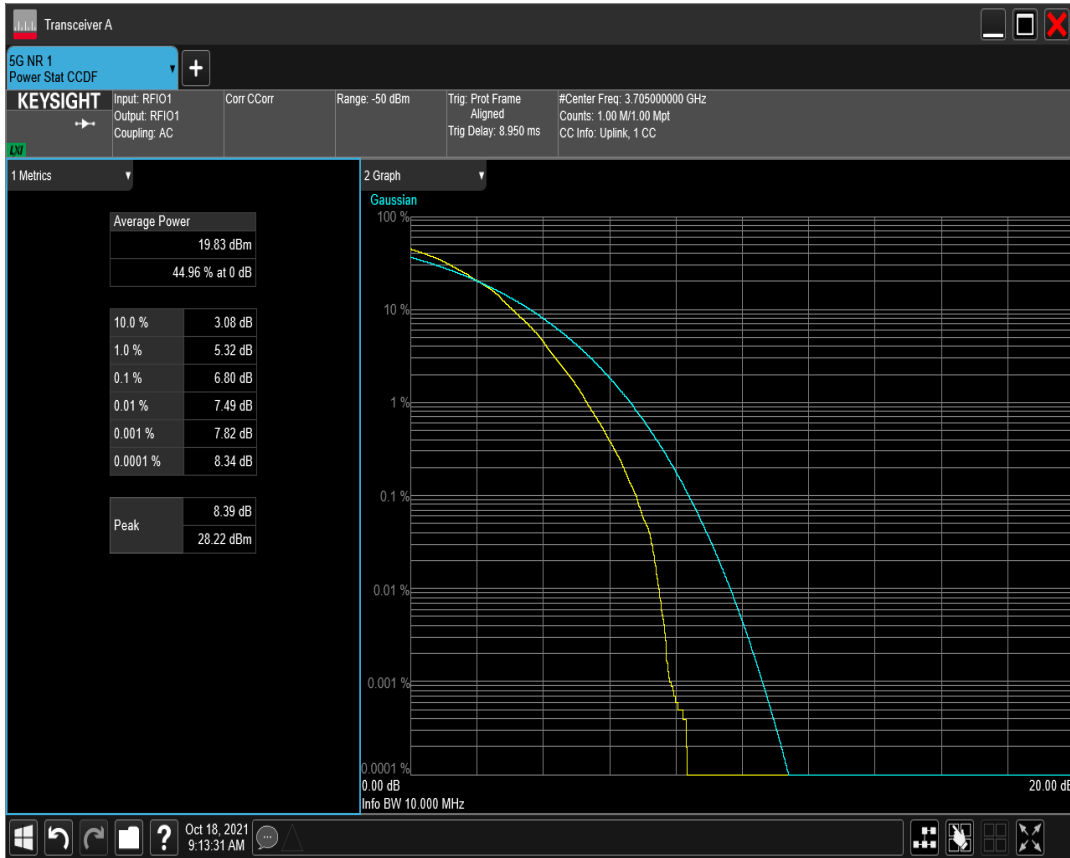 Transceiver A
5G NR 1
Power Stat CCDF
KEYSIGHT
LXI
Input: RFIO1
Output: RFIO1
Coupling: AC
Corr CCorr
Range: -50 dBm
Trig: Prot Frame
Aligned
Trig Delay: 8.950 ms
#Center Freq: 3.705000000 GHz
Counts: 1.00 M/1.00 Mpt
CC Info: Uplink, 1 CC
1 Metrics
Average Power
19.83 dBm
44.96 % at 0 dB
10.0 % 3.08 dB
1.0 % 5.32 dB
0.1 % 6.80 dB
0.01 % 7.49 dB
0.001 % 7.82 dB
0.0001 % 8.34 dB
Peak
8.39 dB
28.22 dBm
2 Graph
Gaussian
100 %
10 %
1 %
0.1 %
0.01 %
0.001 %
0.0001 %
0.00 dB 20.00 dB
Info BW 10.000 MHz
Oct 18, 2021
9:13:31 AM